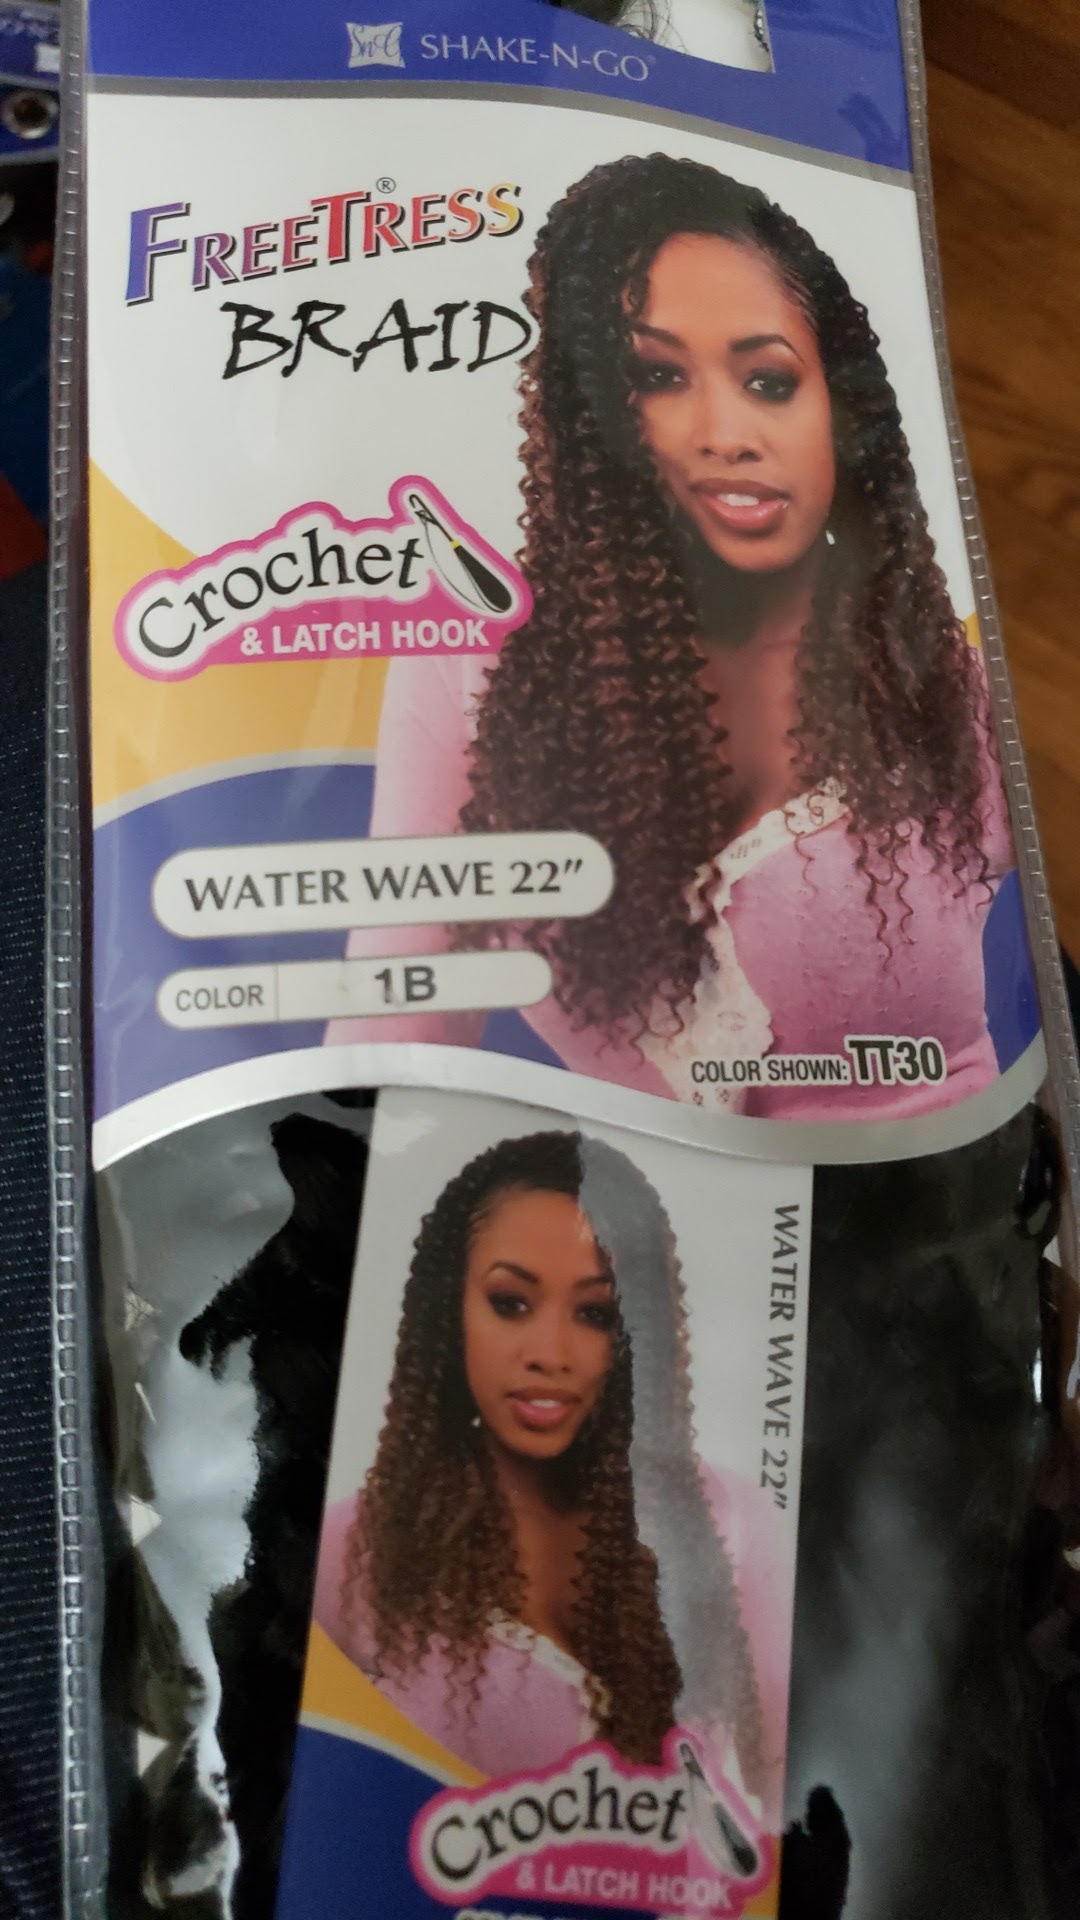 SnG SHAKE-N-GO®
FREETRESS®
BRAID
Crochet
& LATCH HOOK
WATER WAVE 22"
COLOR 1B
COLOR SHOWN: TT30
WATER WAVE 22"
Crochet
& LATCH HOOK